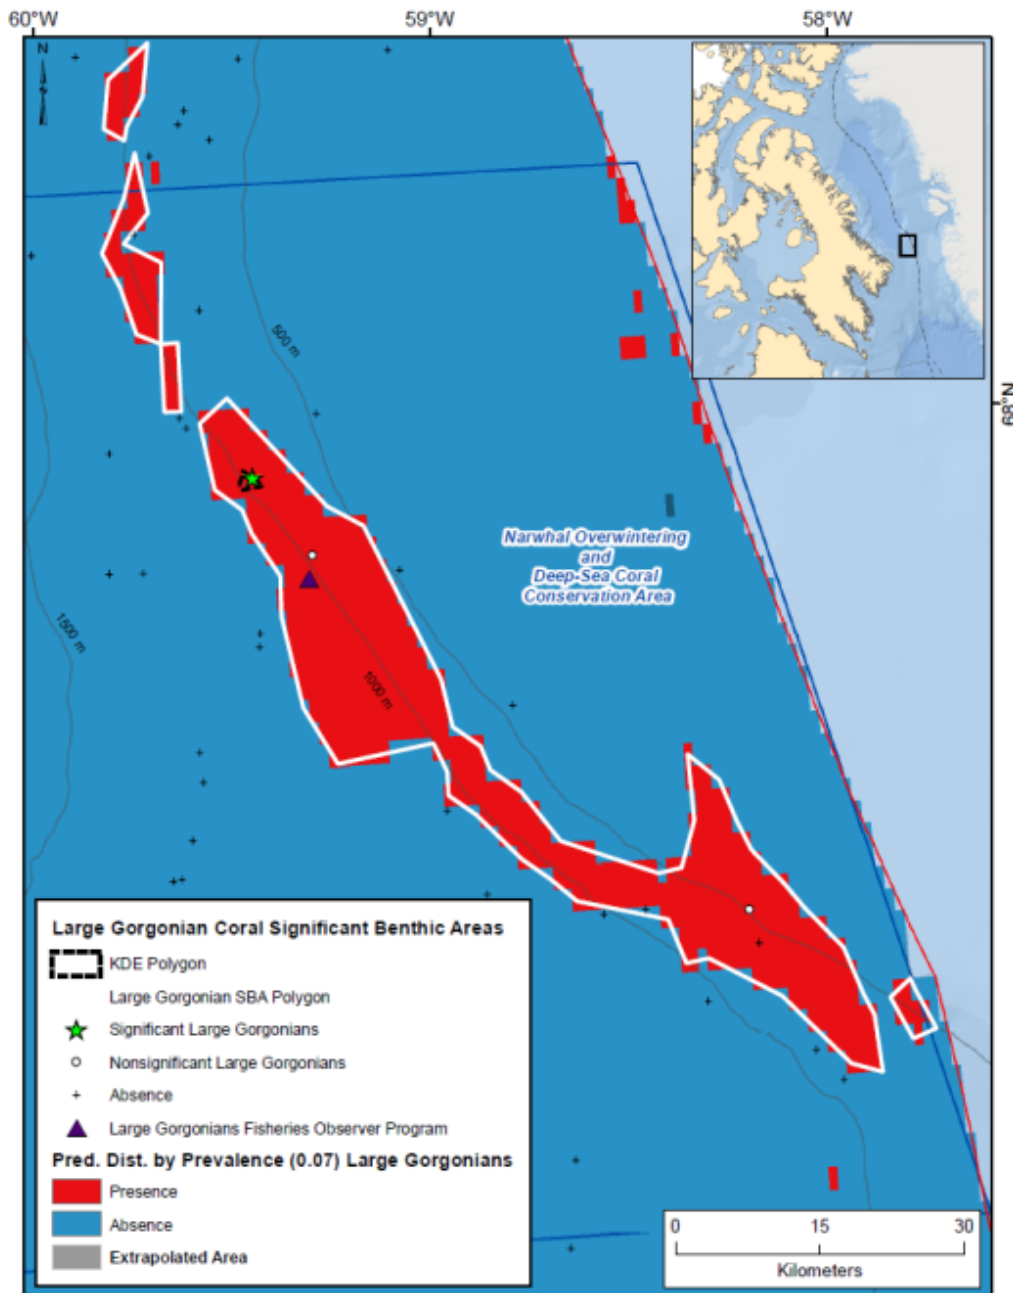 60°W
59°W
58°W
N
68°N
500 m
Narwhal Overwintering
and
Deep-Sea Coral
Conservation Area
1500 m
1000 m
Large Gorgonian Coral Significant Benthic Areas
KDE Polygon
Large Gorgonian SBA Polygon
Significant Large Gorgonians
Nonsignificant Large Gorgonians
Absence
Large Gorgonians Fisheries Observer Program
Pred. Dist. by Prevalence (0.07) Large Gorgonians
Presence
Absence
Extrapolated Area
0 15 30
Kilometers